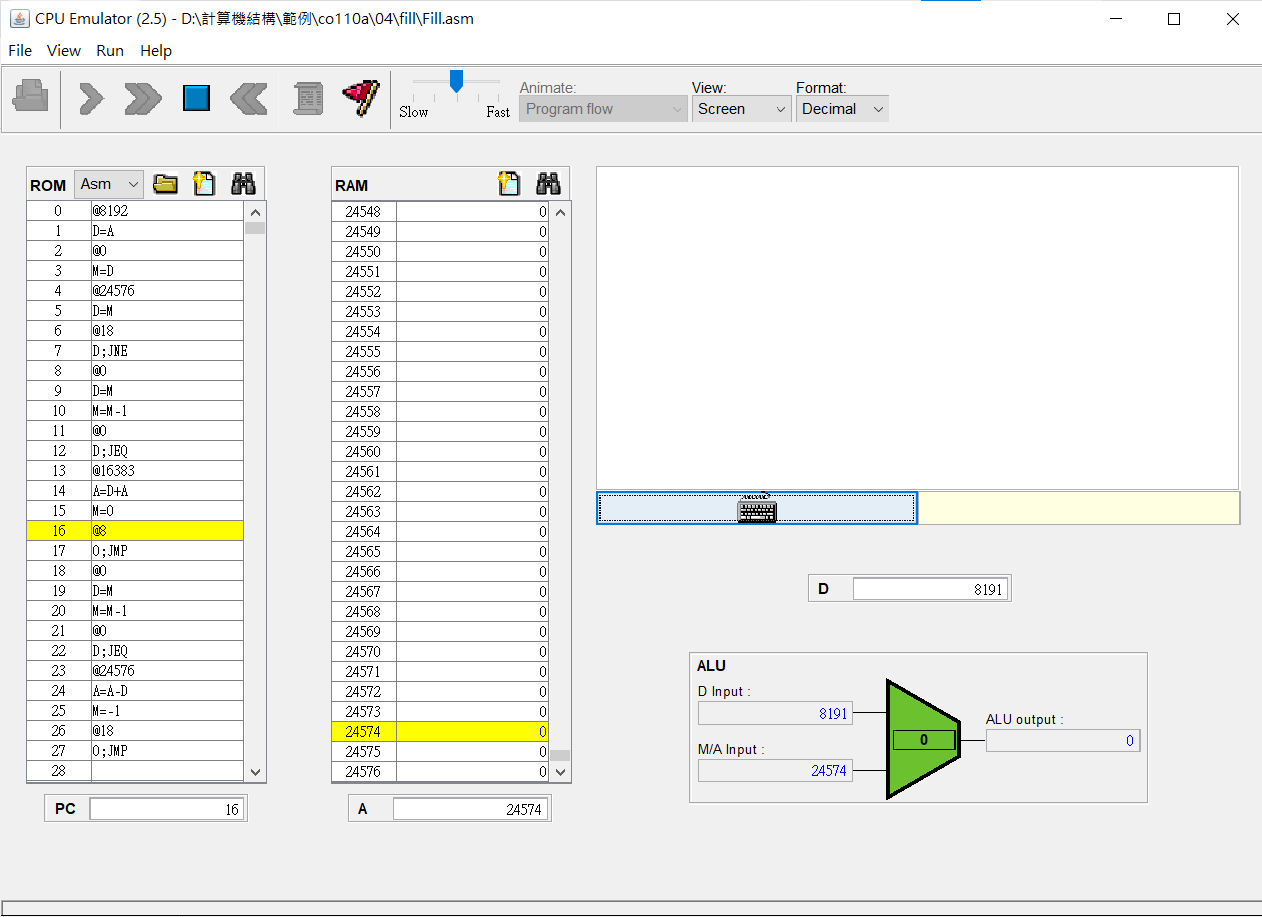 CPU Emulator (2.5) - D:\計算機結構\範例\co110a\04\fill\Fill.asm
File View Run Help
Slow Fast
Animate:
Program flow
View:
Screen
Format:
Decimal
ROM Asm
0 @8192
1 D=A
2 @0
3 M=D
4 @24576
5 D=M
6 @18
7 D;JNE
8 @0
9 D=M
10 M=M-1
11 @0
12 D;JEQ
13 @16383
14 A=D+A
15 M=0
16 @8
17 0;JMP
18 @0
19 D=M
20 M=M-1
21 @0
22 D;JEQ
23 @24576
24 A=A-D
25 M=-1
26 @18
27 0;JMP
28
PC 16
RAM
24548 0
24549 0
24550 0
24551 0
24552 0
24553 0
24554 0
24555 0
24556 0
24557 0
24558 0
24559 0
24560 0
24561 0
24562 0
24563 0
24564 0
24565 0
24566 0
24567 0
24568 0
24569 0
24570 0
24571 0
24572 0
24573 0
24574 0
24575 0
24576 0
A 24574
D 8191
ALU
D Input :
8191
M/A Input :
24574
0
ALU output :
0